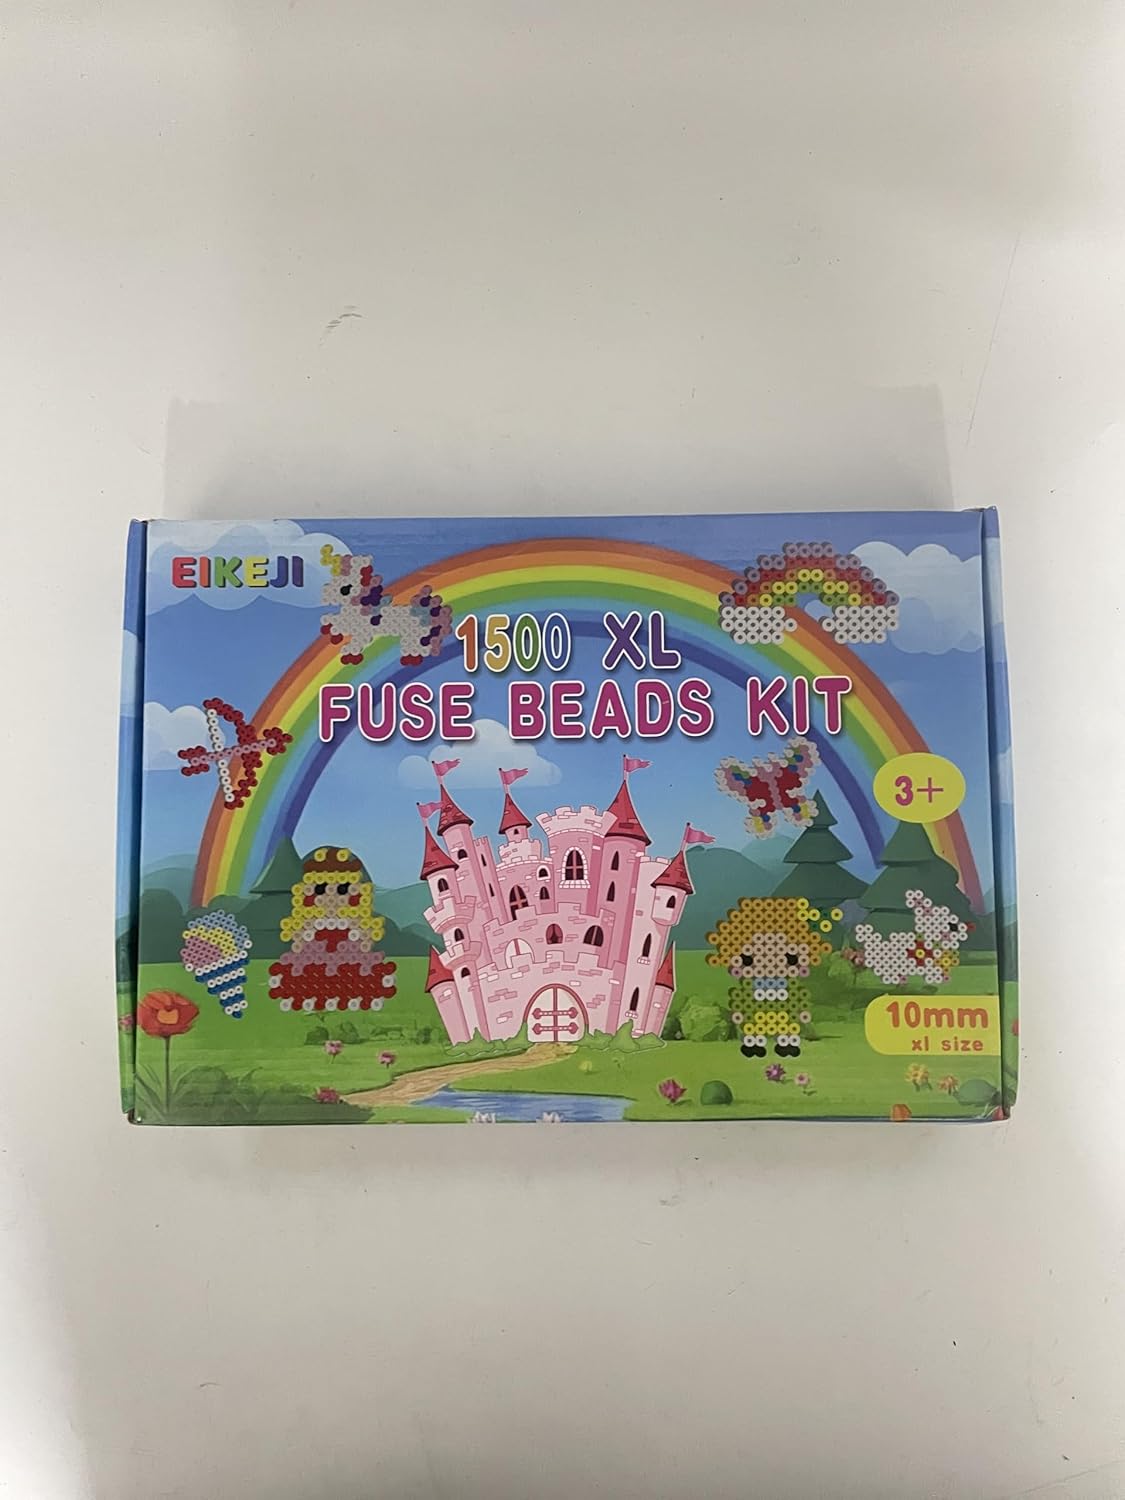 EIKEJI
1500 XL
FUSE BEADS KIT
3+
10mm
xl size